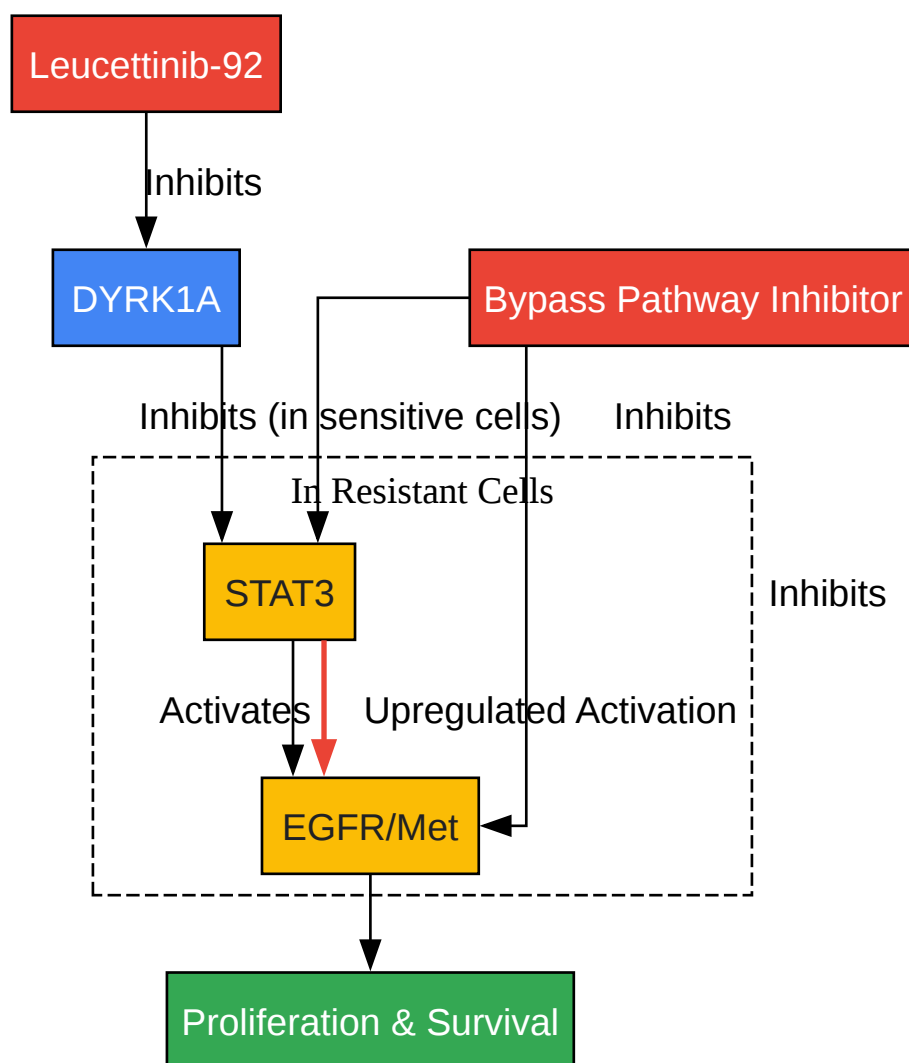 Leucettinib-92
Inhibits
DYRK1A
Bypass Pathway Inhibitor
Inhibits (in sensitive cells)
Inhibits
In Resistant Cells
STAT3
Inhibits
Activates
Upregulated Activation
EGFR/Met
Proliferation & Survival